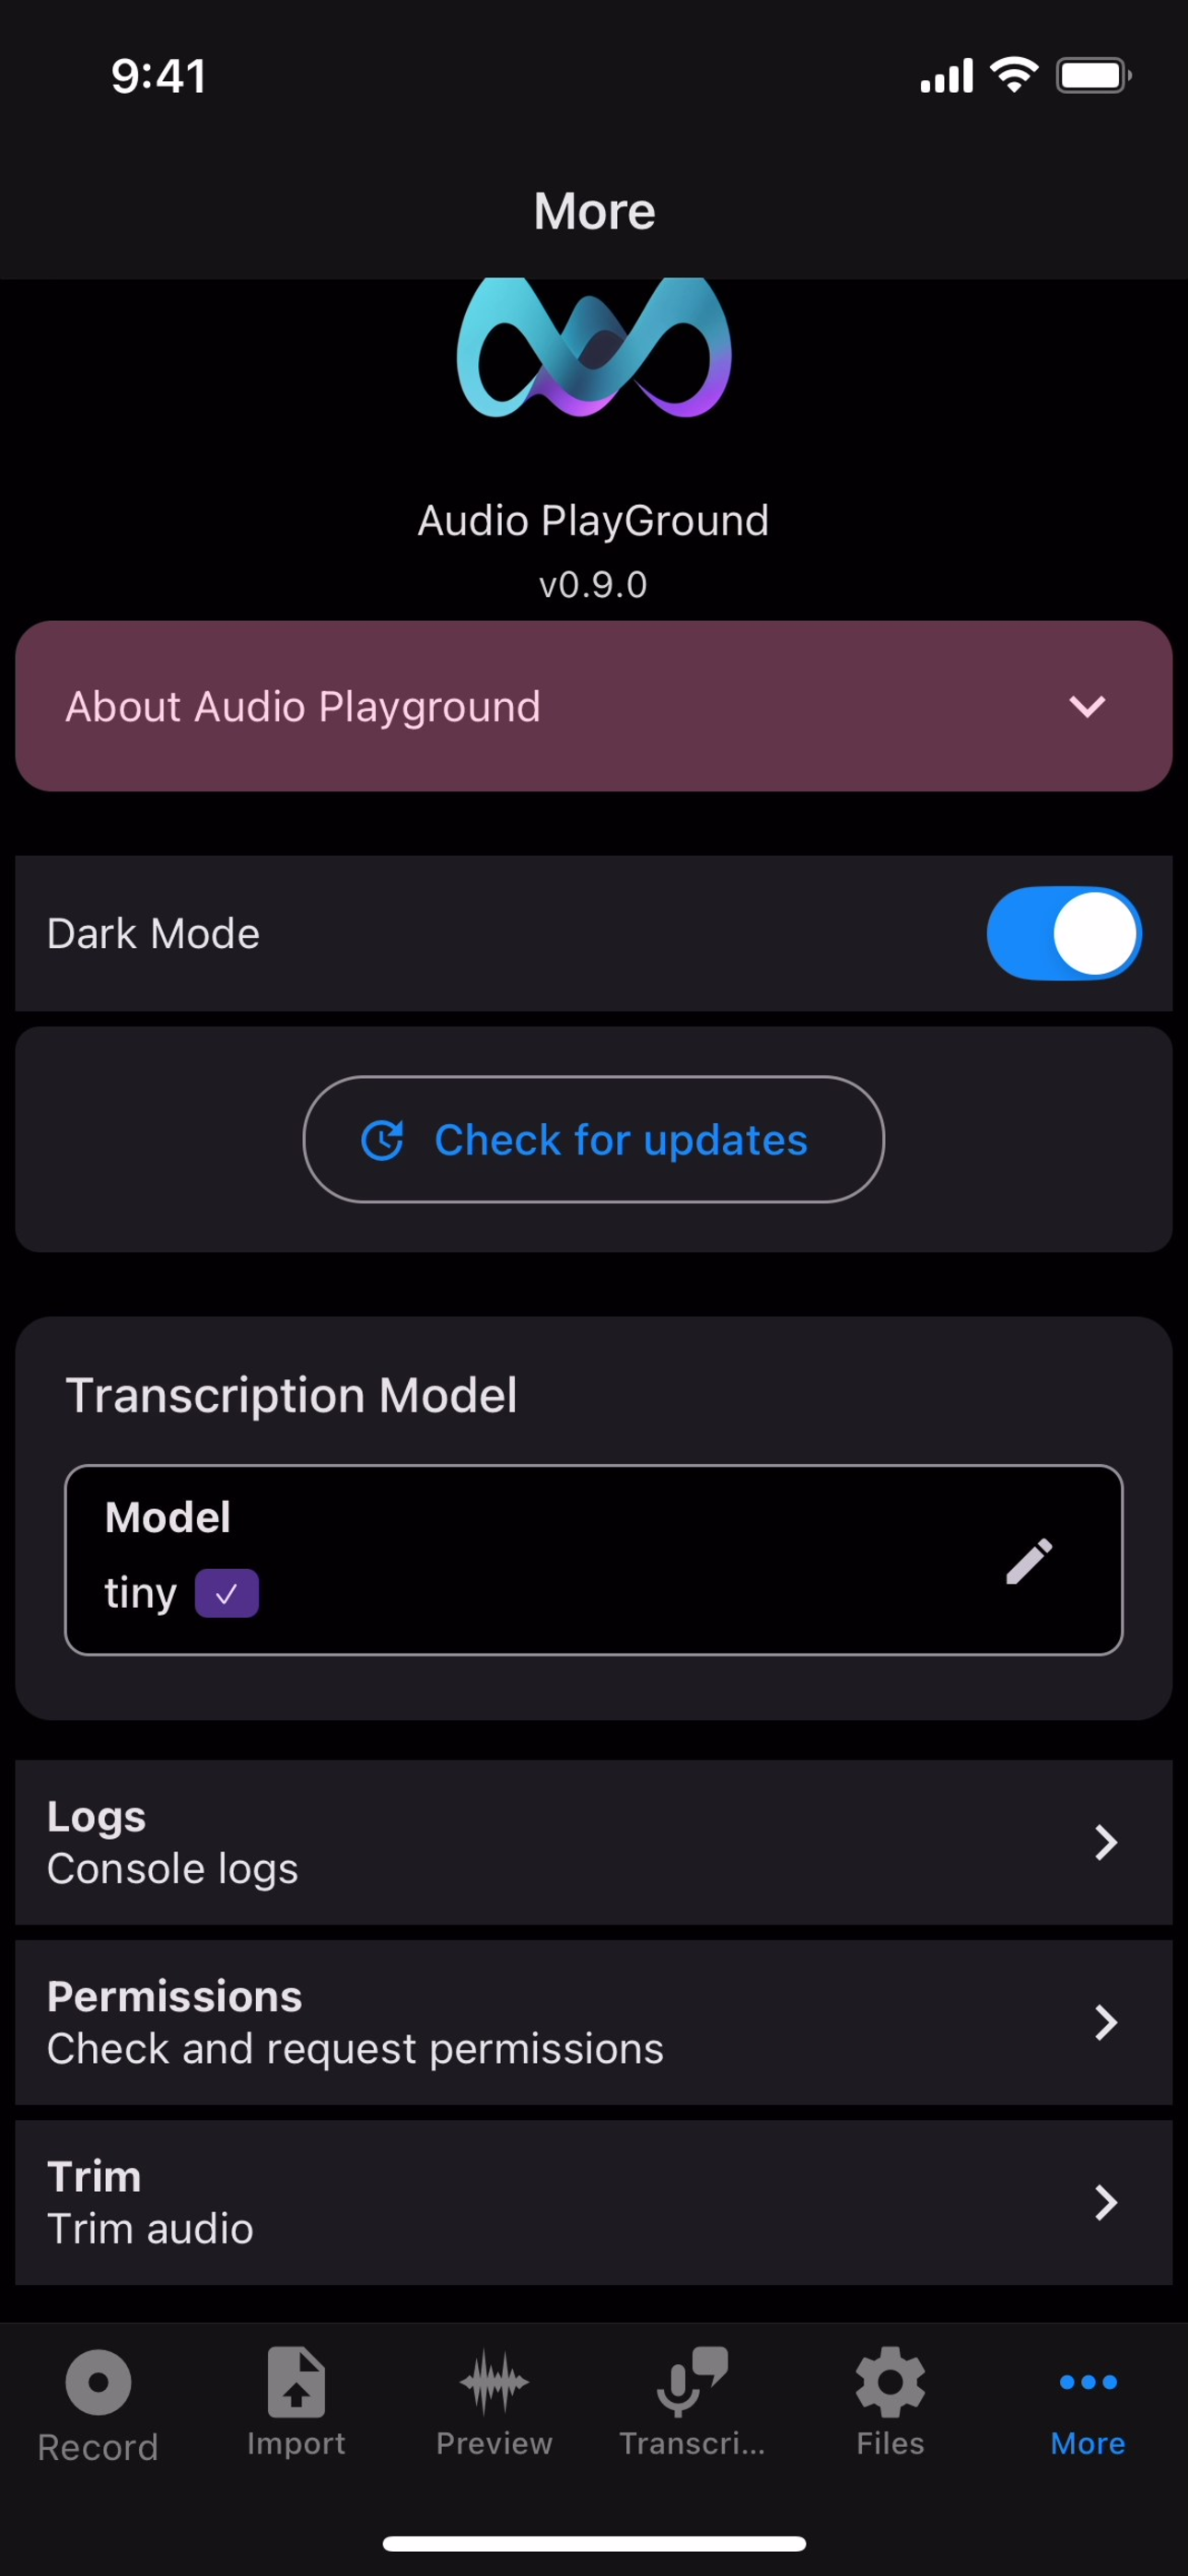 9:41
More
Audio PlayGround
v0.9.0
About Audio Playground
Dark Mode
Check for updates
Transcription Model
Model
tiny
Logs
Console logs
Permissions
Check and request permissions
Trim
Trim audio
Record
Import
Preview
Transcri...
Files
More